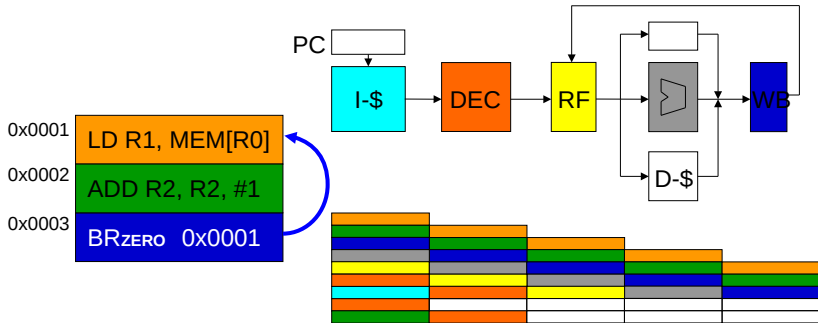 PC
I-$
DEC
RF
WB
D-$
0x0001
LD R1, MEM[R0]
0x0002
ADD R2, R2, #1
0x0003
BRZERO 0x0001